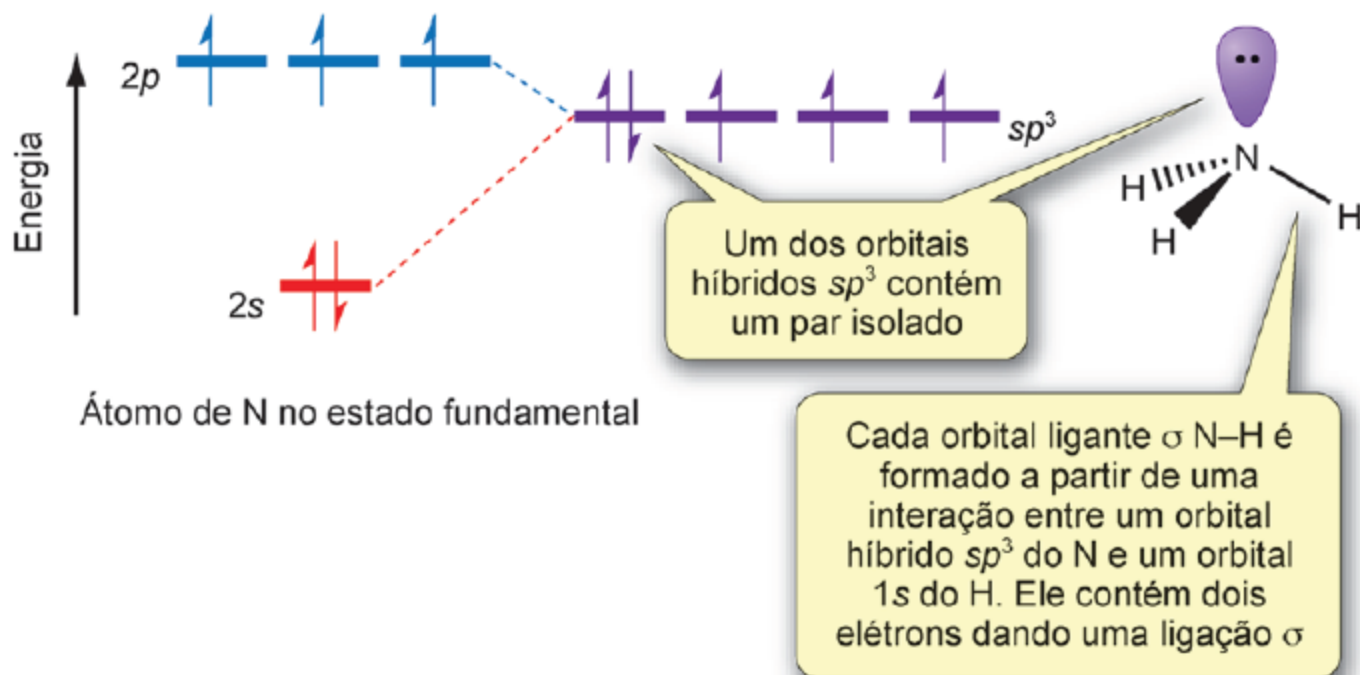 2p
Energia
sp³
2s
Átomo de N no estado fundamental
Um dos orbitais
híbridos sp³ contém
um par isolado
N
H
H
H
Cada orbital ligante σ N–H é
formado a partir de uma
interação entre um orbital
híbrido sp³ do N e um orbital
1s do H. Ele contém dois
elétrons dando uma ligação σ